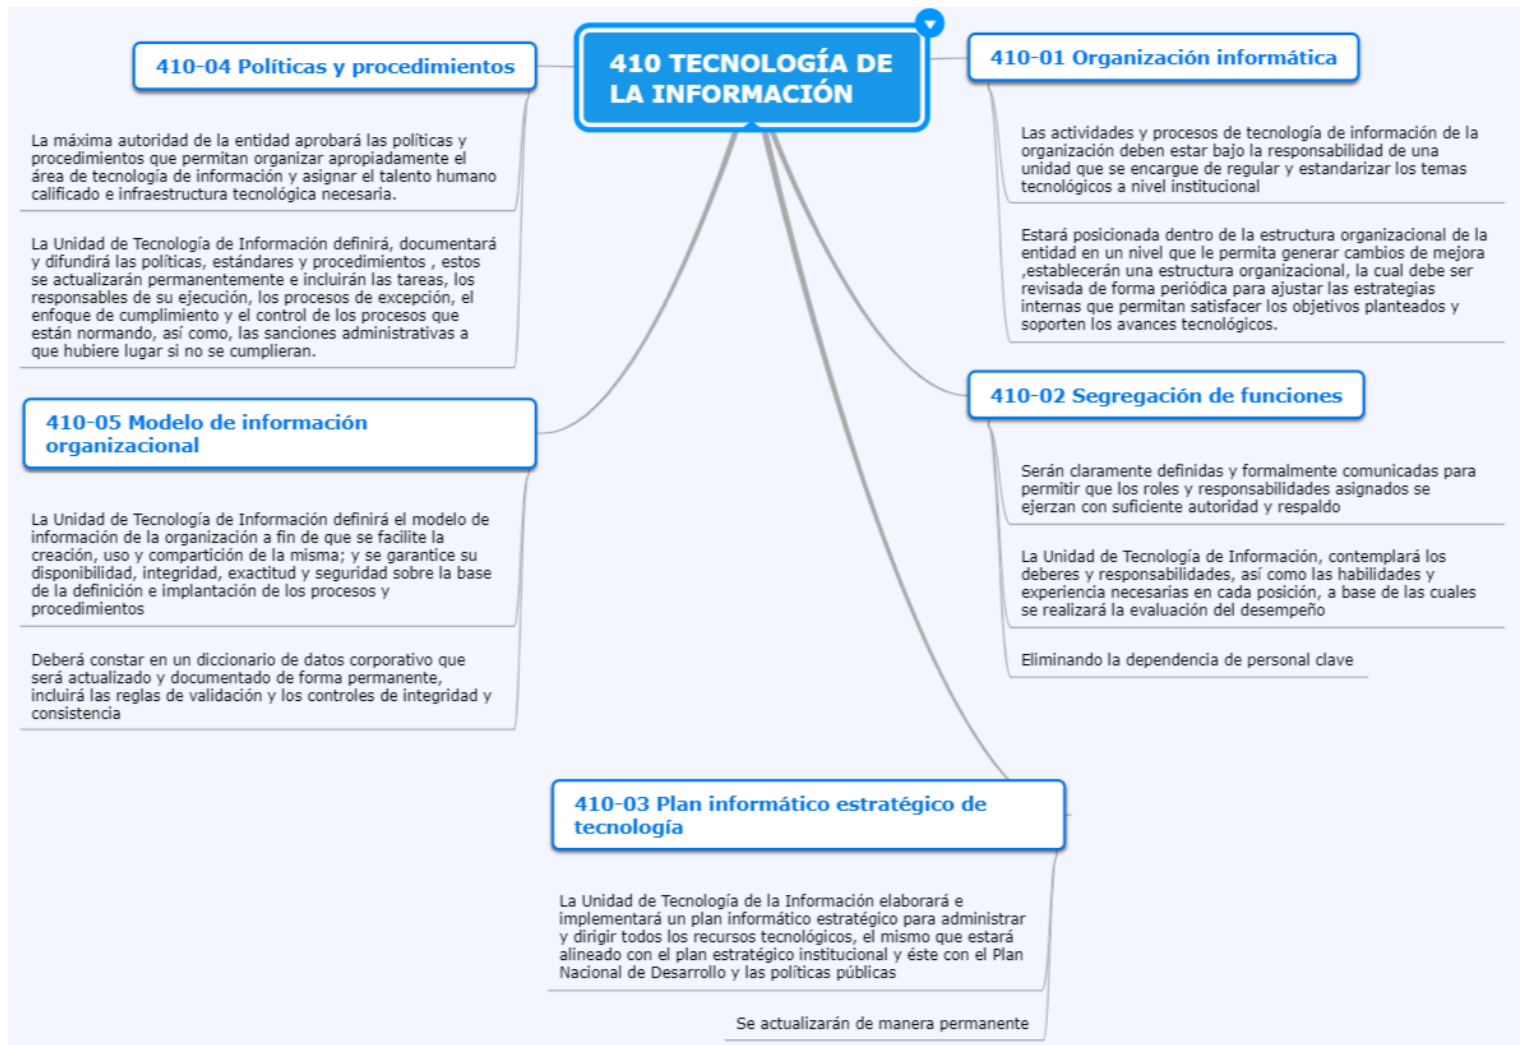 410 TECNOLOGÍA DE
LA INFORMACIÓN
410-01 Organización informática
Las actividades y procesos de tecnología de información de la
organización deben estar bajo la responsabilidad de una
unidad que se encargue de regular y estandarizar los temas
tecnológicos a nivel institucional
Estará posicionada dentro de la estructura organizacional de la
entidad en un nivel que le permita generar cambios de mejora
,establecerán una estructura organizacional, la cual debe ser
revisada de forma periódica para ajustar las estrategias
internas que permitan satisfacer los objetivos planteados y
soporten los avances tecnológicos.
410-02 Segregación de funciones
Serán claramente definidas y formalmente comunicadas para
permitir que los roles y responsabilidades asignados se
ejerzan con suficiente autoridad y respaldo
La Unidad de Tecnología de Información, contemplará los
deberes y responsabilidades, así como las habilidades y
experiencia necesarias en cada posición, a base de las cuales
se realizará la evaluación del desempeño
Eliminando la dependencia de personal clave
410-03 Plan informático estratégico de
tecnología
La Unidad de Tecnología de la Información elaborará e
implementará un plan informático estratégico para administrar
y dirigir todos los recursos tecnológicos, el mismo que estará
alineado con el plan estratégico institucional y éste con el Plan
Nacional de Desarrollo y las políticas públicas
Se actualizarán de manera permanente
410-04 Políticas y procedimientos
La máxima autoridad de la entidad aprobará las políticas y
procedimientos que permitan organizar apropiadamente el
área de tecnología de información y asignar el talento humano
calificado e infraestructura tecnológica necesaria.
La Unidad de Tecnología de Información definirá, documentará
y difundirá las políticas, estándares y procedimientos , estos
se actualizarán permanentemente e incluirán las tareas, los
responsables de su ejecución, los procesos de excepción, el
enfoque de cumplimiento y el control de los procesos que
están normando, así como, las sanciones administrativas a
que hubiere lugar si no se cumplieran.
410-05 Modelo de información
organizacional
La Unidad de Tecnología de Información definirá el modelo de
información de la organización a fin de que se facilite la
creación, uso y compartición de la misma; y se garantice su
disponibilidad, integridad, exactitud y seguridad sobre la base
de la definición e implantación de los procesos y
procedimientos
Deberá constar en un diccionario de datos corporativo que
será actualizado y documentado de forma permanente,
incluirá las reglas de validación y los controles de integridad y
consistencia